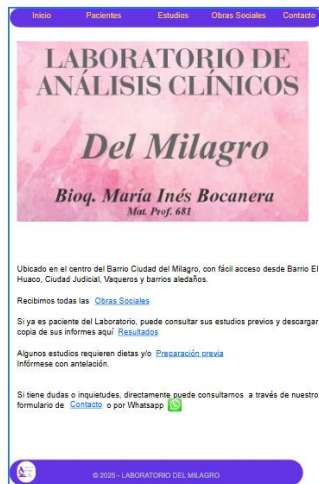 Inicio Pacientes Estudios Obras Sociales Contacto
LABORATORIO DE
ANÁLISIS CLÍNICOS
Del Milagro
Bioq. María Inés Bocanera
Mat. Prof. 681
Ubicado en el centro del Barrio Ciudad del Milagro, con fácil acceso desde Barrio El
Huaco, Ciudad Judicial, Vaqueros y barrios aledaños.
Recibimos todas las Obras Sociales
Si ya es paciente del Laboratorio, puede consultar sus estudios previos y descargar
copia de sus informes aquí Resultados
Algunos estudios requieren dietas y/o Preparación previa
Infórmese con antelación.
Si tiene dudas o inquietudes, directamente puede consultarnos a través de nuestro
formulario de Contacto o por Whatsapp
© 2025 - LABORATORIO DEL MILAGRO